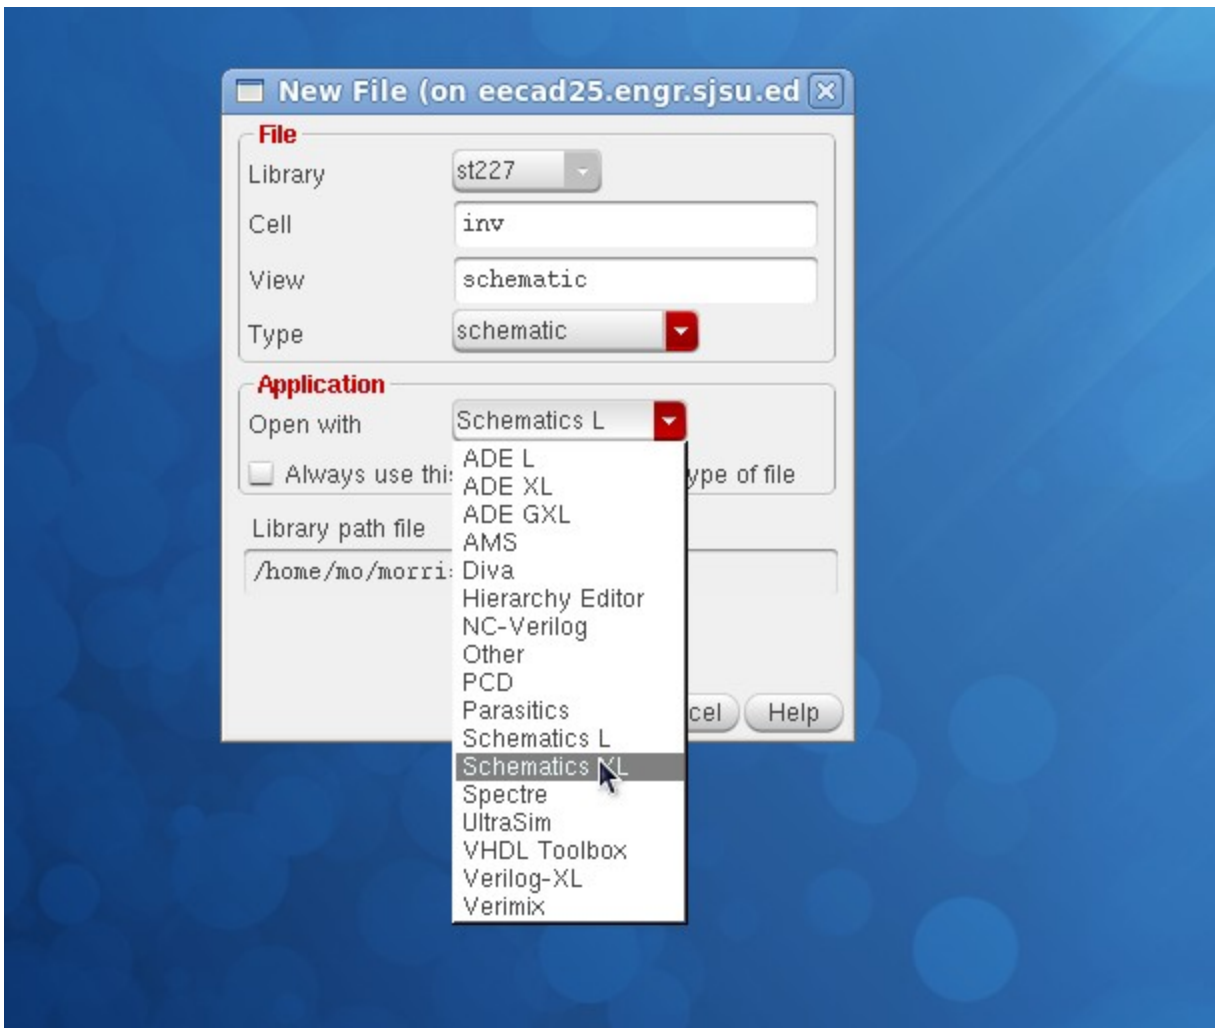 New File (on eecad25.engr.sjsu.ed
File
Library st227
Cell inv
View schematic
Type schematic
Application
Open with Schematics L
Always use this ype of file
Library path file
/home/mo/morri
ADE L
ADE XL
ADE GXL
AMS
Diva
Hierarchy Editor
NC-Verilog
Other
PCD
Parasitics
Schematics L
Schematics XL
Spectre
UltraSim
VHDL Toolbox
Verilog-XL
Verimix
cel Help